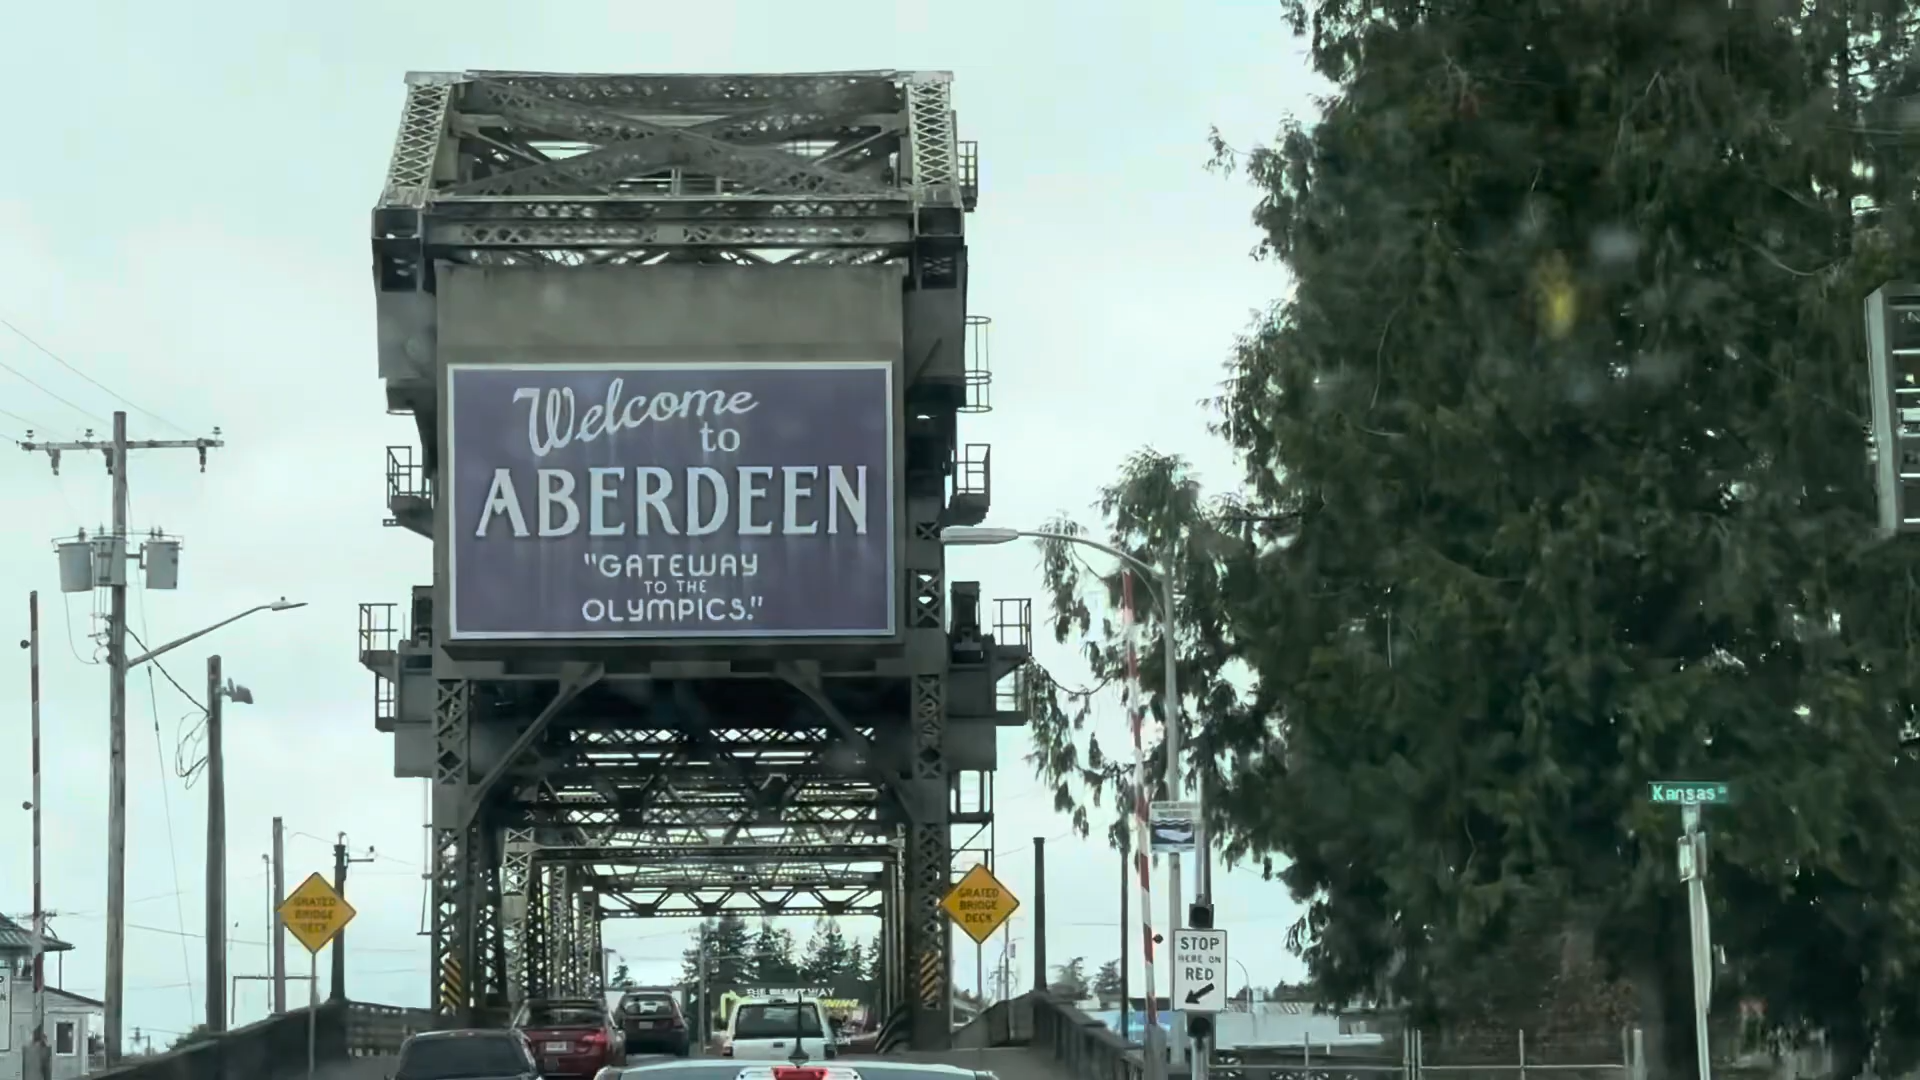 Welcome
to
ABERDEEN
"GATEWAY
TO THE
OLYMPICS."
Kansas
GRATED
BRIDGE
DECK
GRATED
BRIDGE
DECK
STOP
HERE ON
RED